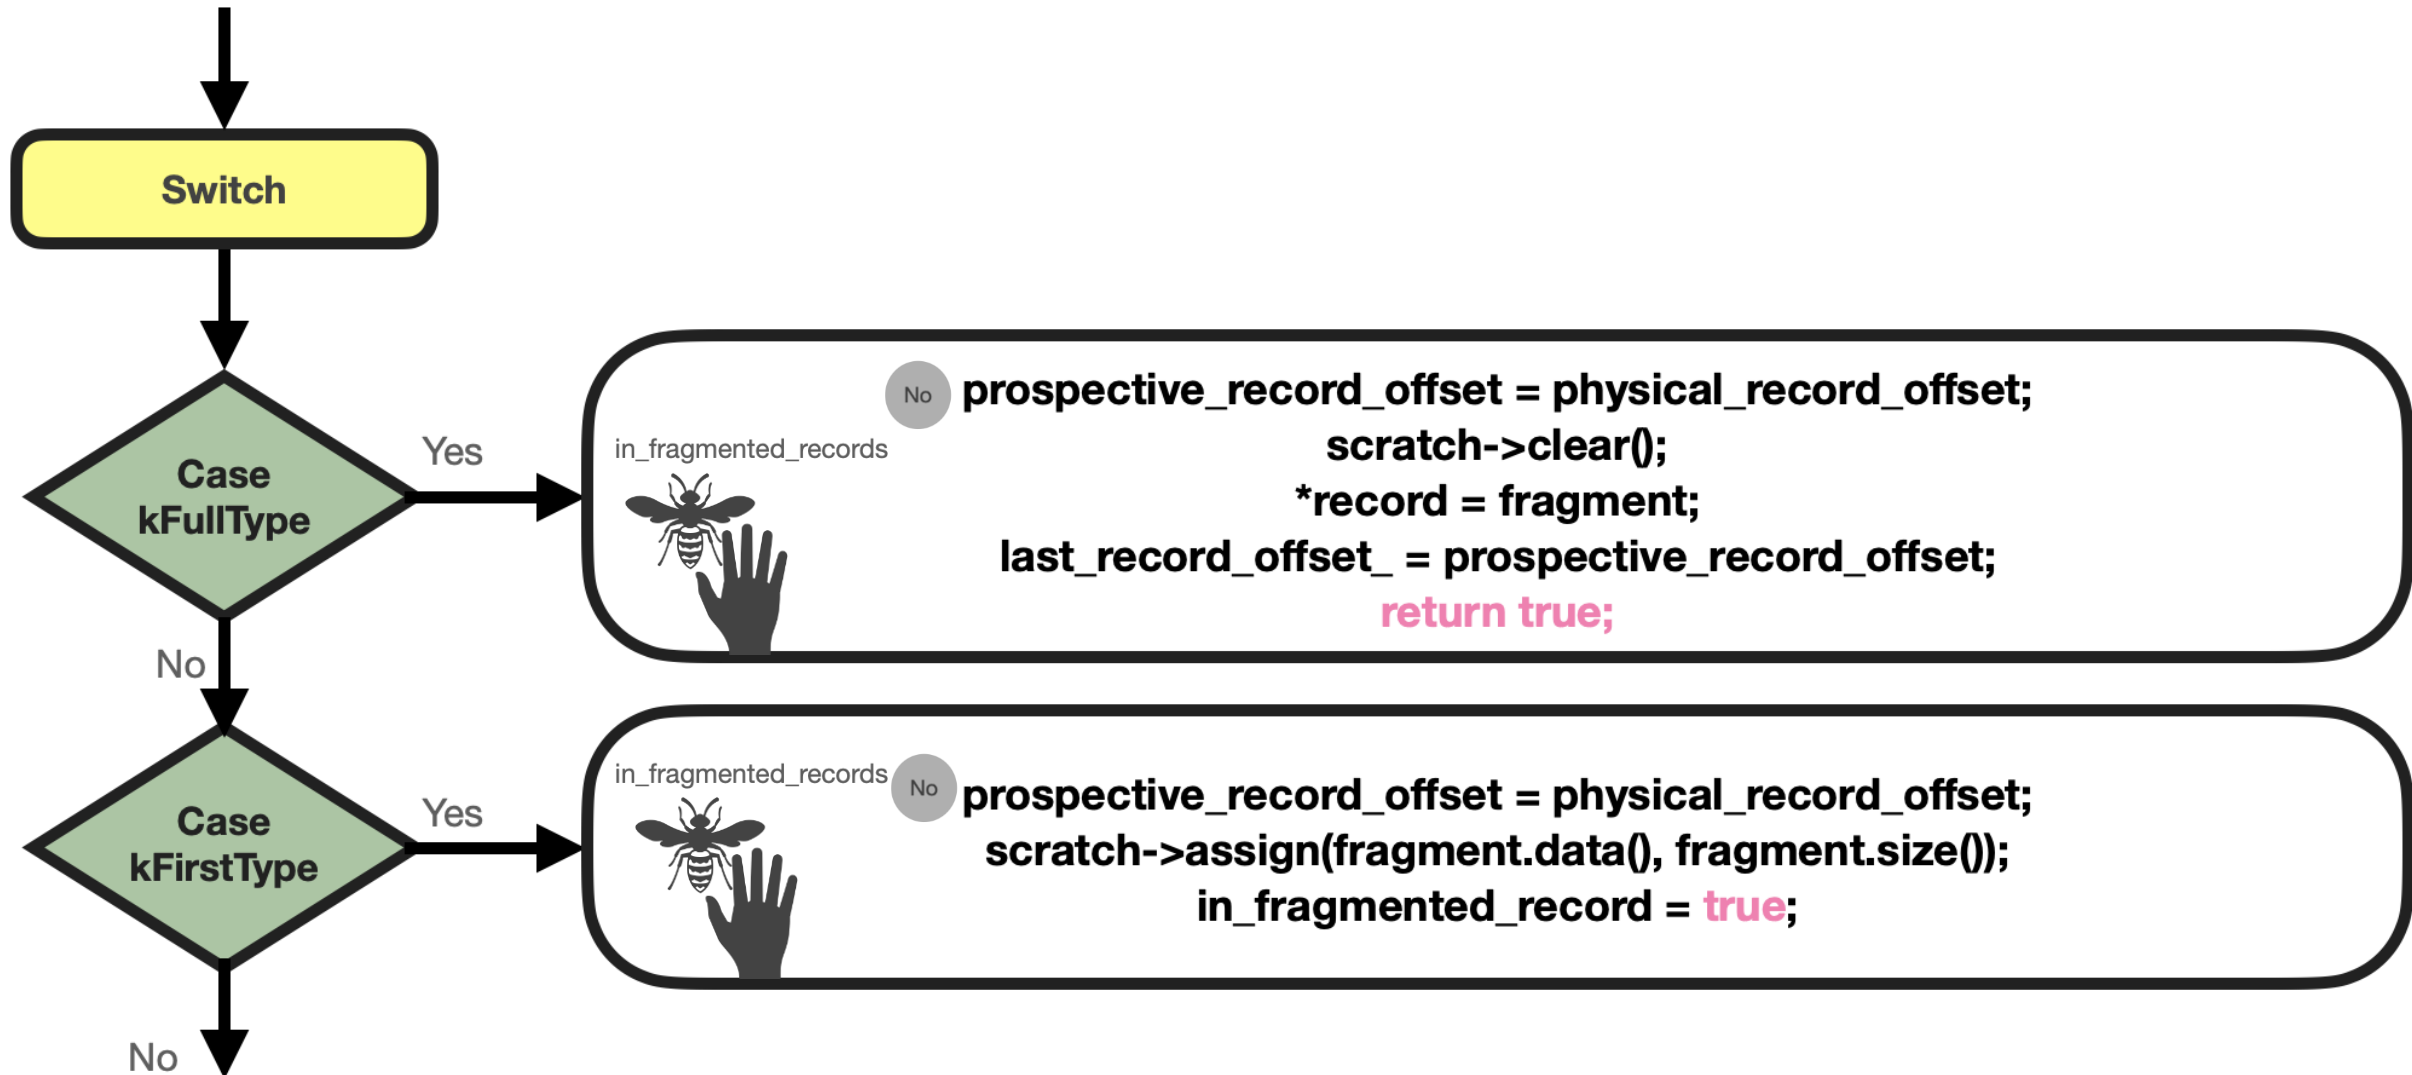 Switch
Case
kFullType
Yes
in_fragmented_records
No
prospective_record_offset = physical_record_offset;
scratch->clear();
*record = fragment;
last_record_offset_ = prospective_record_offset;
return true;
No
Case
kFirstType
Yes
in_fragmented_records
No
prospective_record_offset = physical_record_offset;
scratch->assign(fragment.data(), fragment.size());
in_fragmented_record = true;
No